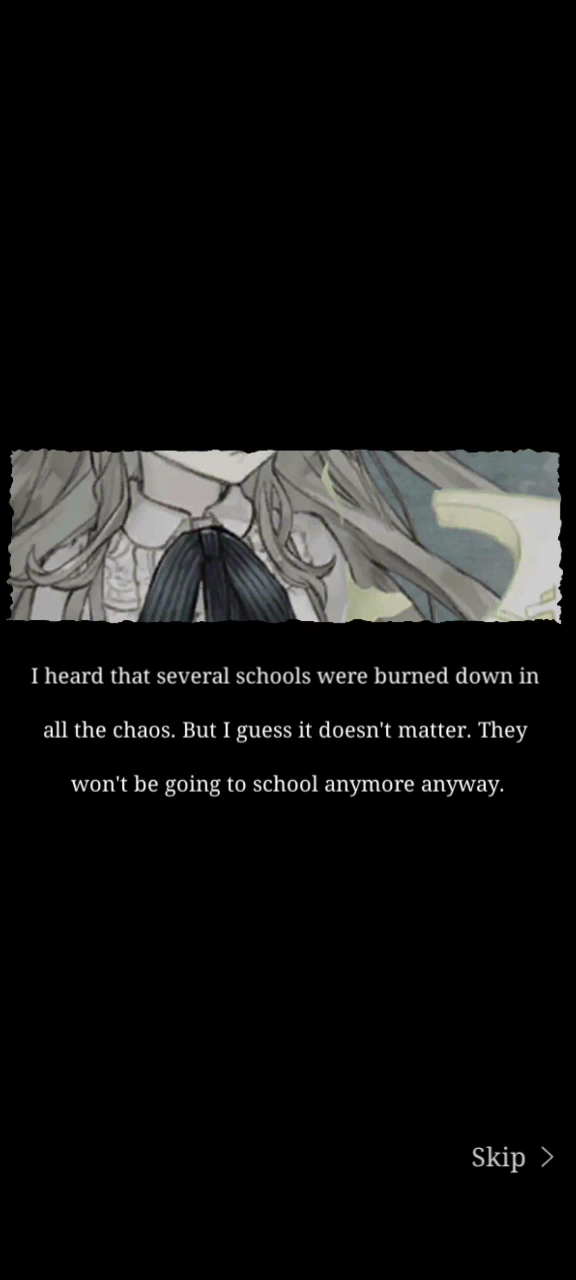 I heard that several schools were burned down in
all the chaos. But I guess it doesn't matter. They
won't be going to school anymore anyway.
Skip